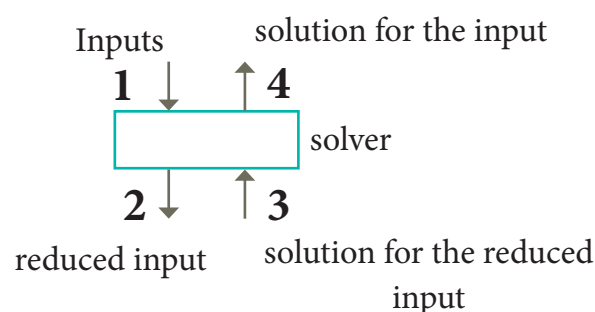 Inputs
solution for the input
1
4
solver
2
3
reduced input
solution for the reduced
input